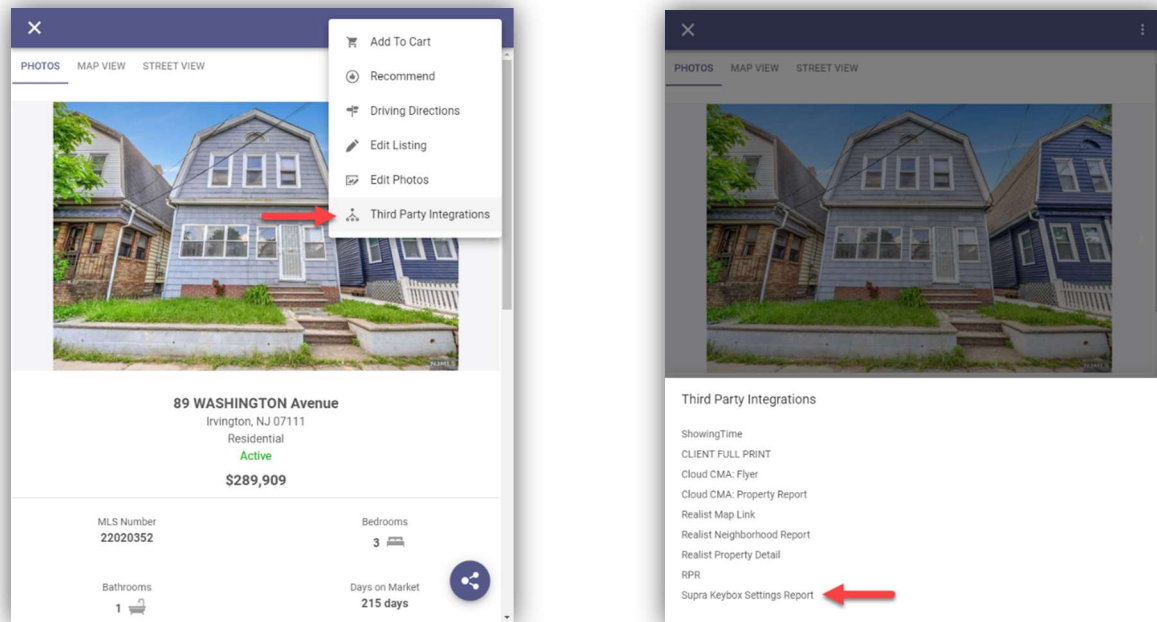 PHOTOS MAP VIEW STREET VIEW
Add To Cart
Recommend
Driving Directions
Edit Listing
Edit Photos
Third Party Integrations
NJMLS
89 WASHINGTON Avenue
Irvington, NJ 07111
Residential
Active
$289,909
MLS Number
22020352
Bedrooms
3
Bathrooms
1
Days on Market
215 days
PHOTOS MAP VIEW STREET VIEW
NJMLS
Third Party Integrations
ShowingTime
CLIENT FULL PRINT
Cloud CMA: Flyer
Cloud CMA: Property Report
Realist Map Link
Realist Neighborhood Report
Realist Property Detail
RPR
Supra Keybox Settings Report